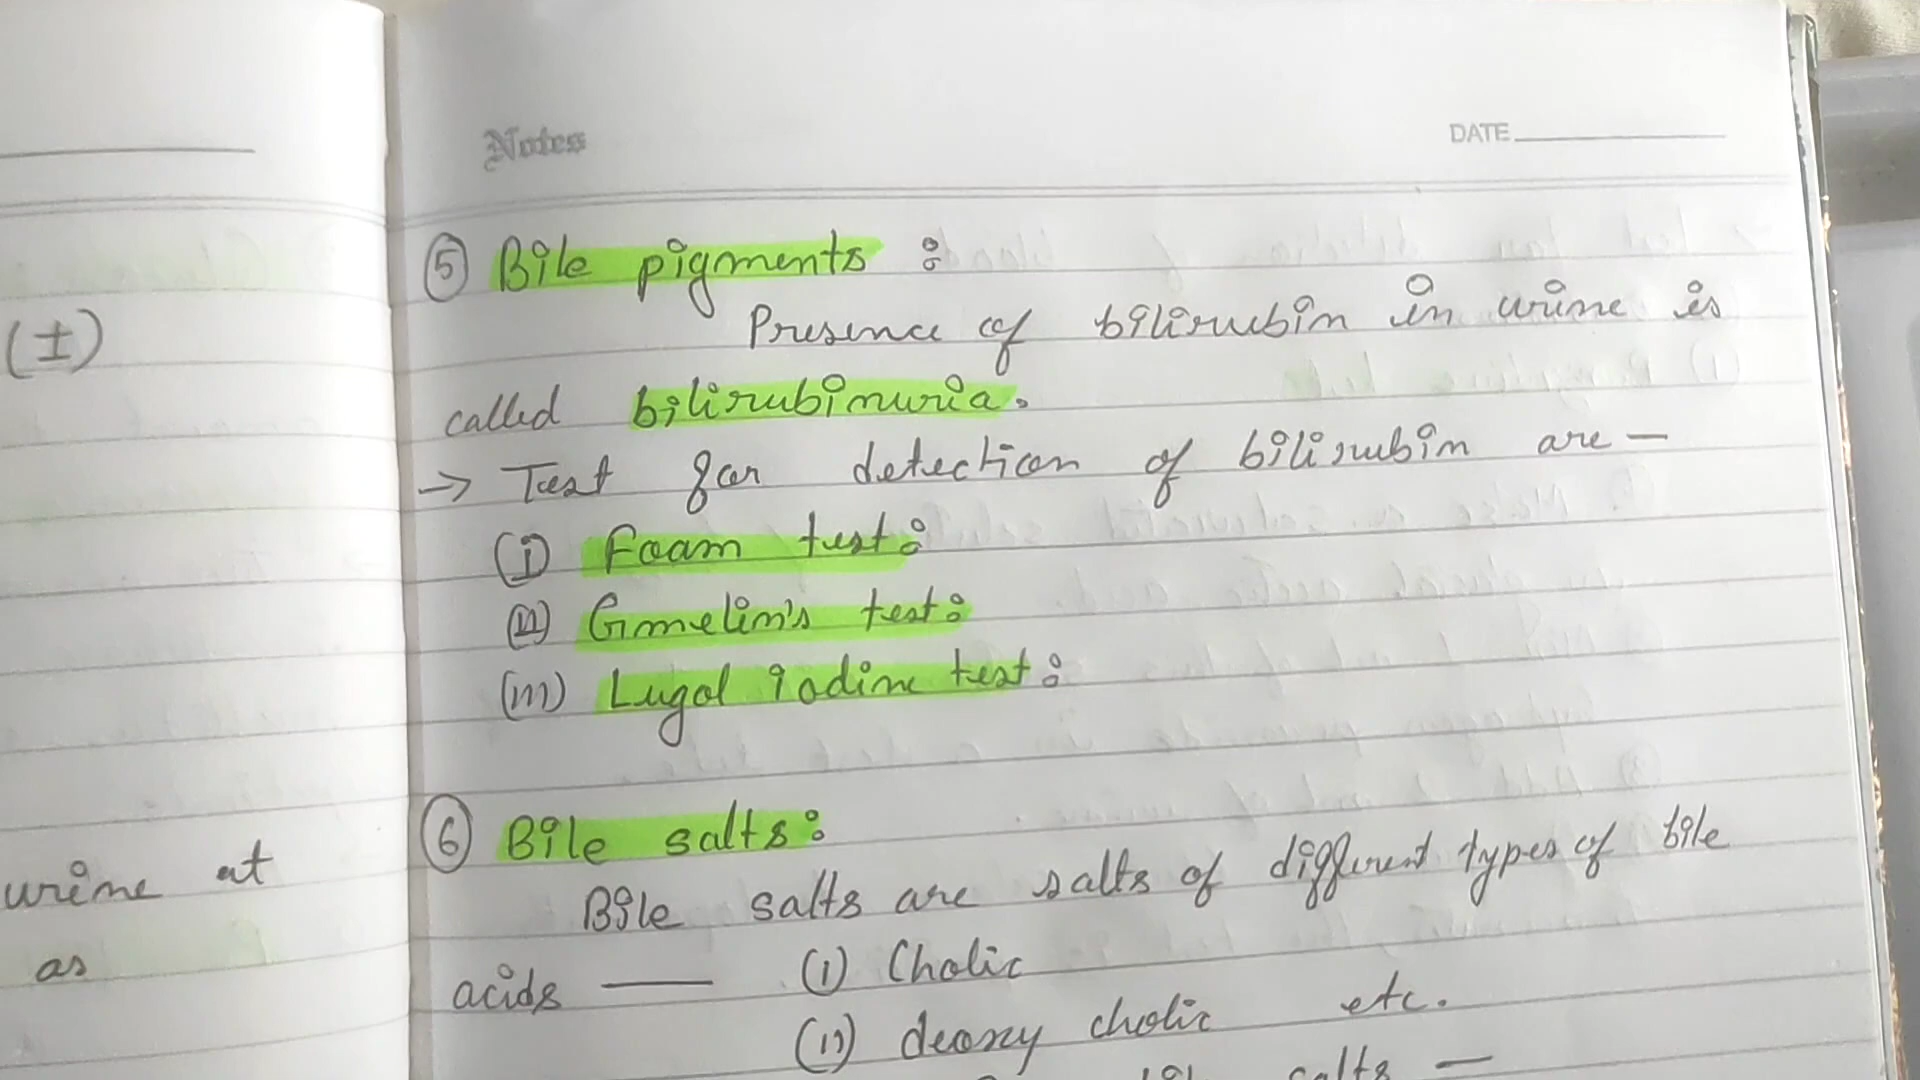 Notes
DATE
(±)
urine at
as
⑤ Bile pigments :
Presence of bilirubin in urine is
called bilirubinuria.
→ Test for detection of bilirubin are —
(I) Foam test:
(II) Gmelin's test:
(III) Lugol iodine test:
⑥ Bile salts:
Bile salts are salts of different types of bile
acids — (I) Cholic
(II) deoxy cholic etc.
salts —